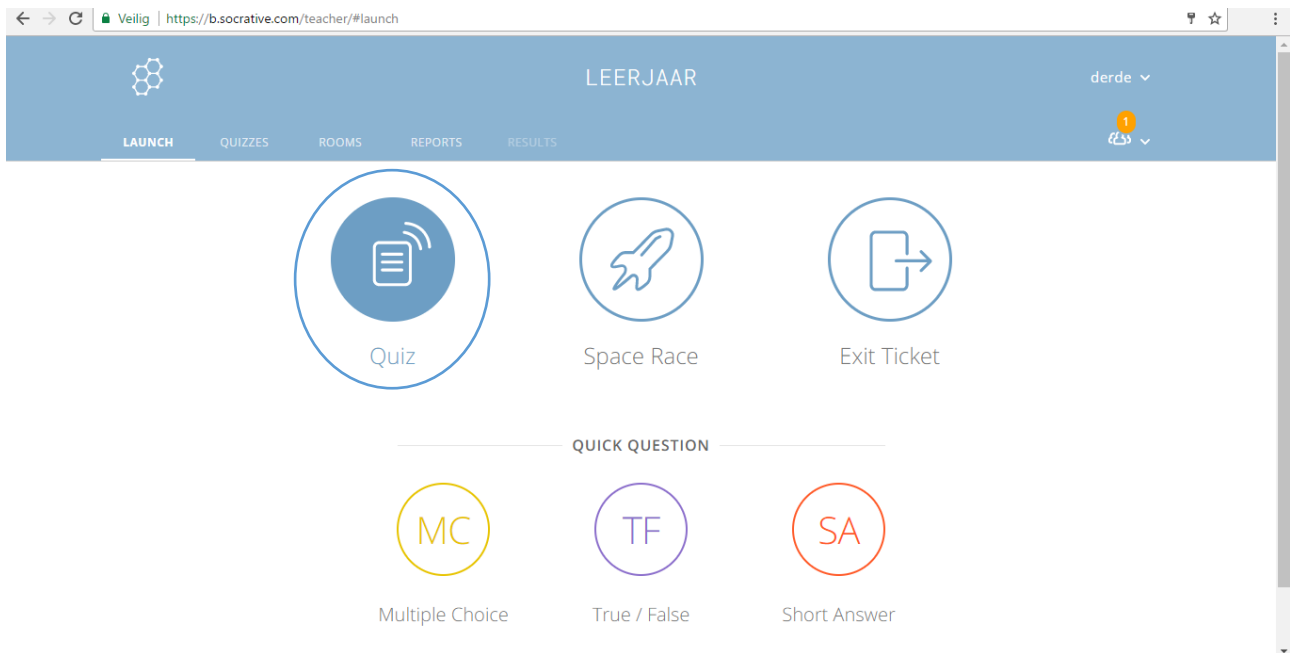 Veilig https://b.socrative.com/teacher/#launch
LEERJAAR
derde
1
LAUNCH QUIZZES ROOMS REPORTS RESULTS
Quiz Space Race Exit Ticket
QUICK QUESTION
MC TF SA
Multiple Choice True / False Short Answer